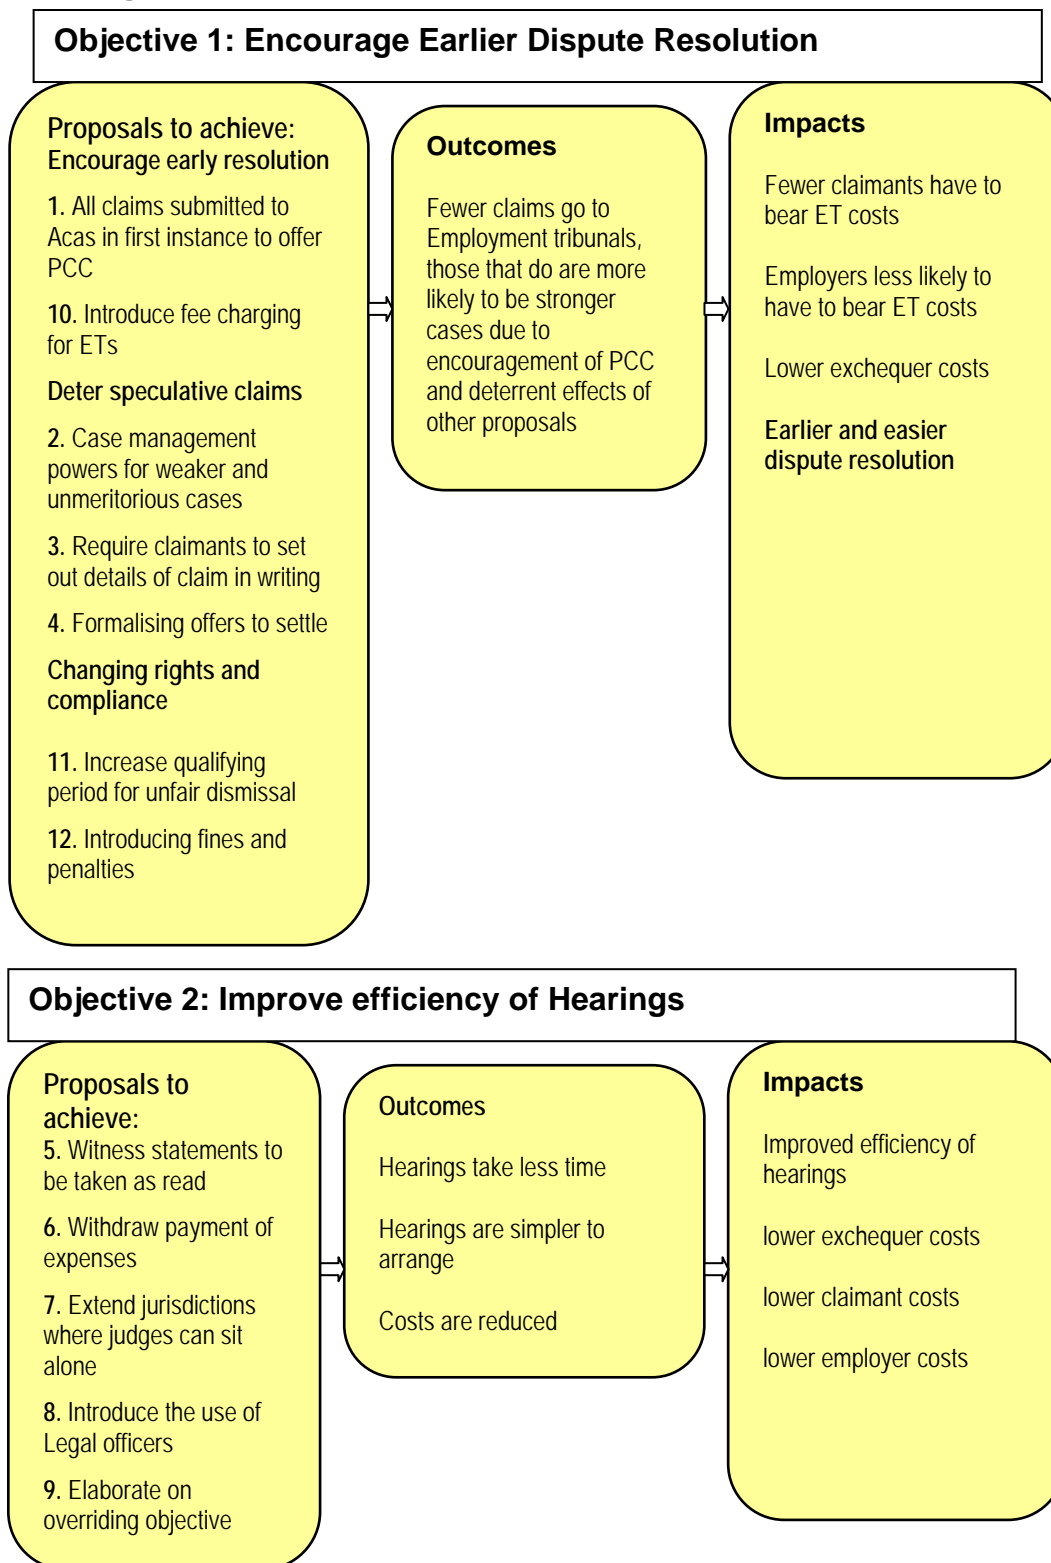 Objective 1: Encourage Earlier Dispute Resolution
Proposals to achieve:
Encourage early resolution
1. All claims submitted to
Acas in first instance to offer
PCC
10. Introduce fee charging
for ETs
Deter speculative claims
2. Case management
powers for weaker and
unmeritorious cases
3. Require claimants to set
out details of claim in writing
4. Formalising offers to settle
Changing rights and
compliance
11. Increase qualifying
period for unfair dismissal
12. Introducing fines and
penalties
Outcomes
Fewer claims go to
Employment tribunals,
those that do are more
likely to be stronger
cases due to
encouragement of PCC
and deterrent effects of
other proposals
Impacts
Fewer claimants have to
bear ET costs
Employers less likely to
have to bear ET costs
Lower exchequer costs
Earlier and easier
dispute resolution
Objective 2: Improve efficiency of Hearings
Proposals to
achieve:
5. Witness statements to
be taken as read
6. Withdraw payment of
expenses
7. Extend jurisdictions
where judges can sit
alone
8. Introduce the use of
Legal officers
9. Elaborate on
overriding objective
Outcomes
Hearings take less time
Hearings are simpler to
arrange
Costs are reduced
Impacts
Improved efficiency of
hearings
lower exchequer costs
lower claimant costs
lower employer costs